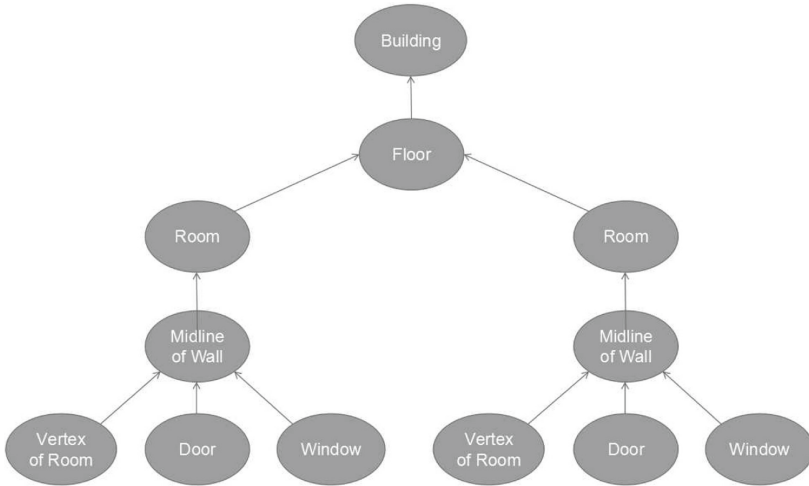 Building
Floor
Room
Room
Midline
of Wall
Midline
of Wall
Vertex
of Room
Door
Window
Vertex
of Room
Door
Window